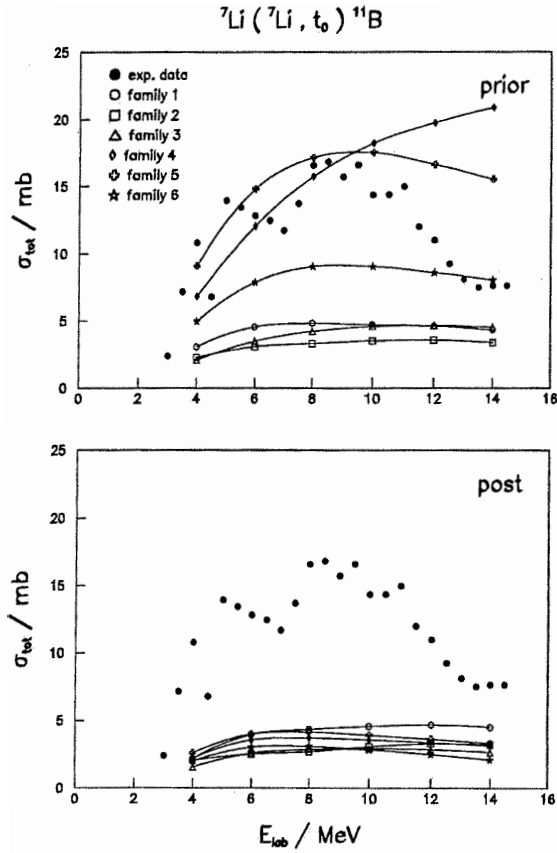 ⁷Li ( ⁷Li , t₀ ) ¹¹B
25
20
15
10
5
0
σtot / mb
exp. data
family 1
family 2
family 3
family 4
family 5
family 6
prior
0 2 4 6 8 10 12 14 16
25
20
15
10
5
0
σtot / mb
post
0 2 4 6 8 10 12 14 16
Elab / MeV